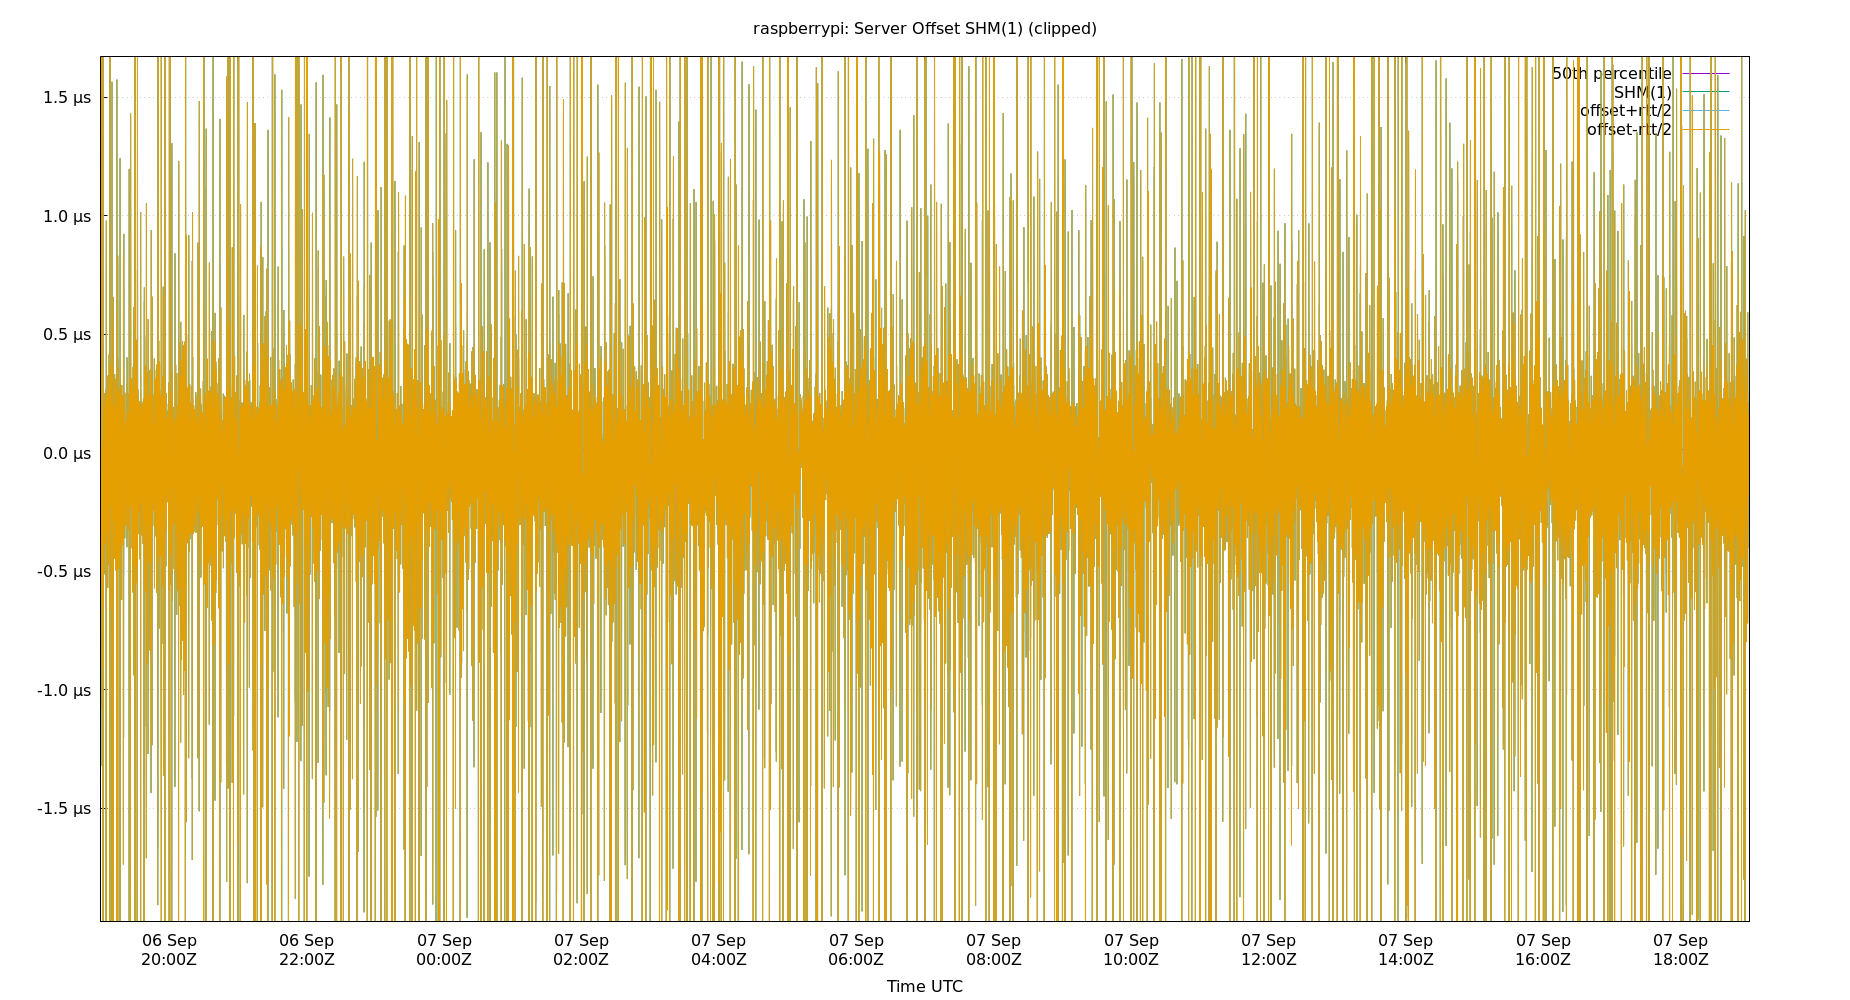 raspberrypi: Server Offset SHM(1) (clipped)
50th percentile
SHM(1)
offset+rtt/2
offset-rtt/2
1.5 µs
1.0 µs
0.5 µs
0.0 µs
-0.5 µs
-1.0 µs
-1.5 µs
06 Sep 06 Sep 07 Sep 07 Sep 07 Sep 07 Sep 07 Sep 07 Sep 07 Sep 07 Sep 07 Sep 07 Sep
20:00Z 22:00Z 00:00Z 02:00Z 04:00Z 06:00Z 08:00Z 10:00Z 12:00Z 14:00Z 16:00Z 18:00Z
Time UTC